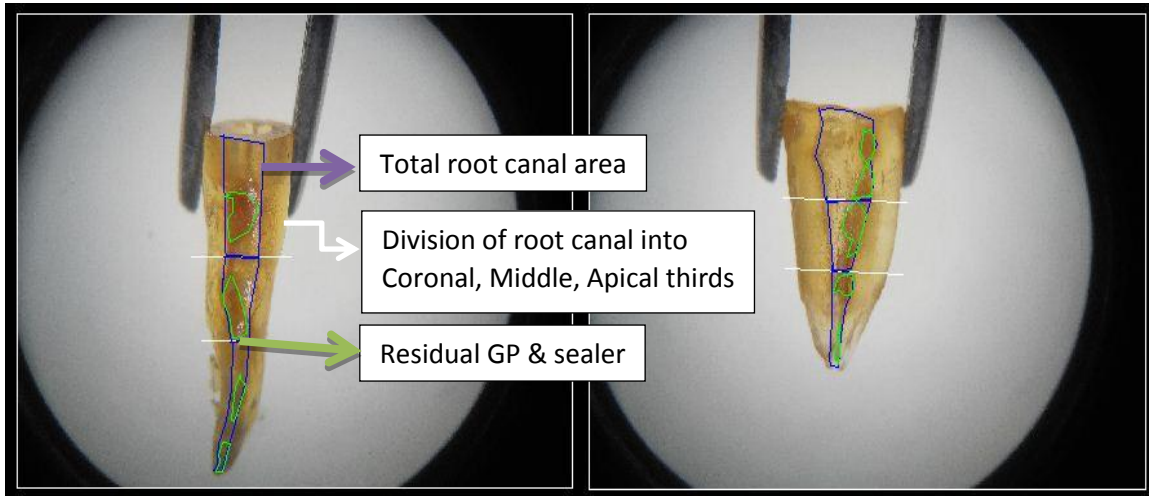 Total root canal area
Division of root canal into
Coronal, Middle, Apical thirds
Residual GP & sealer